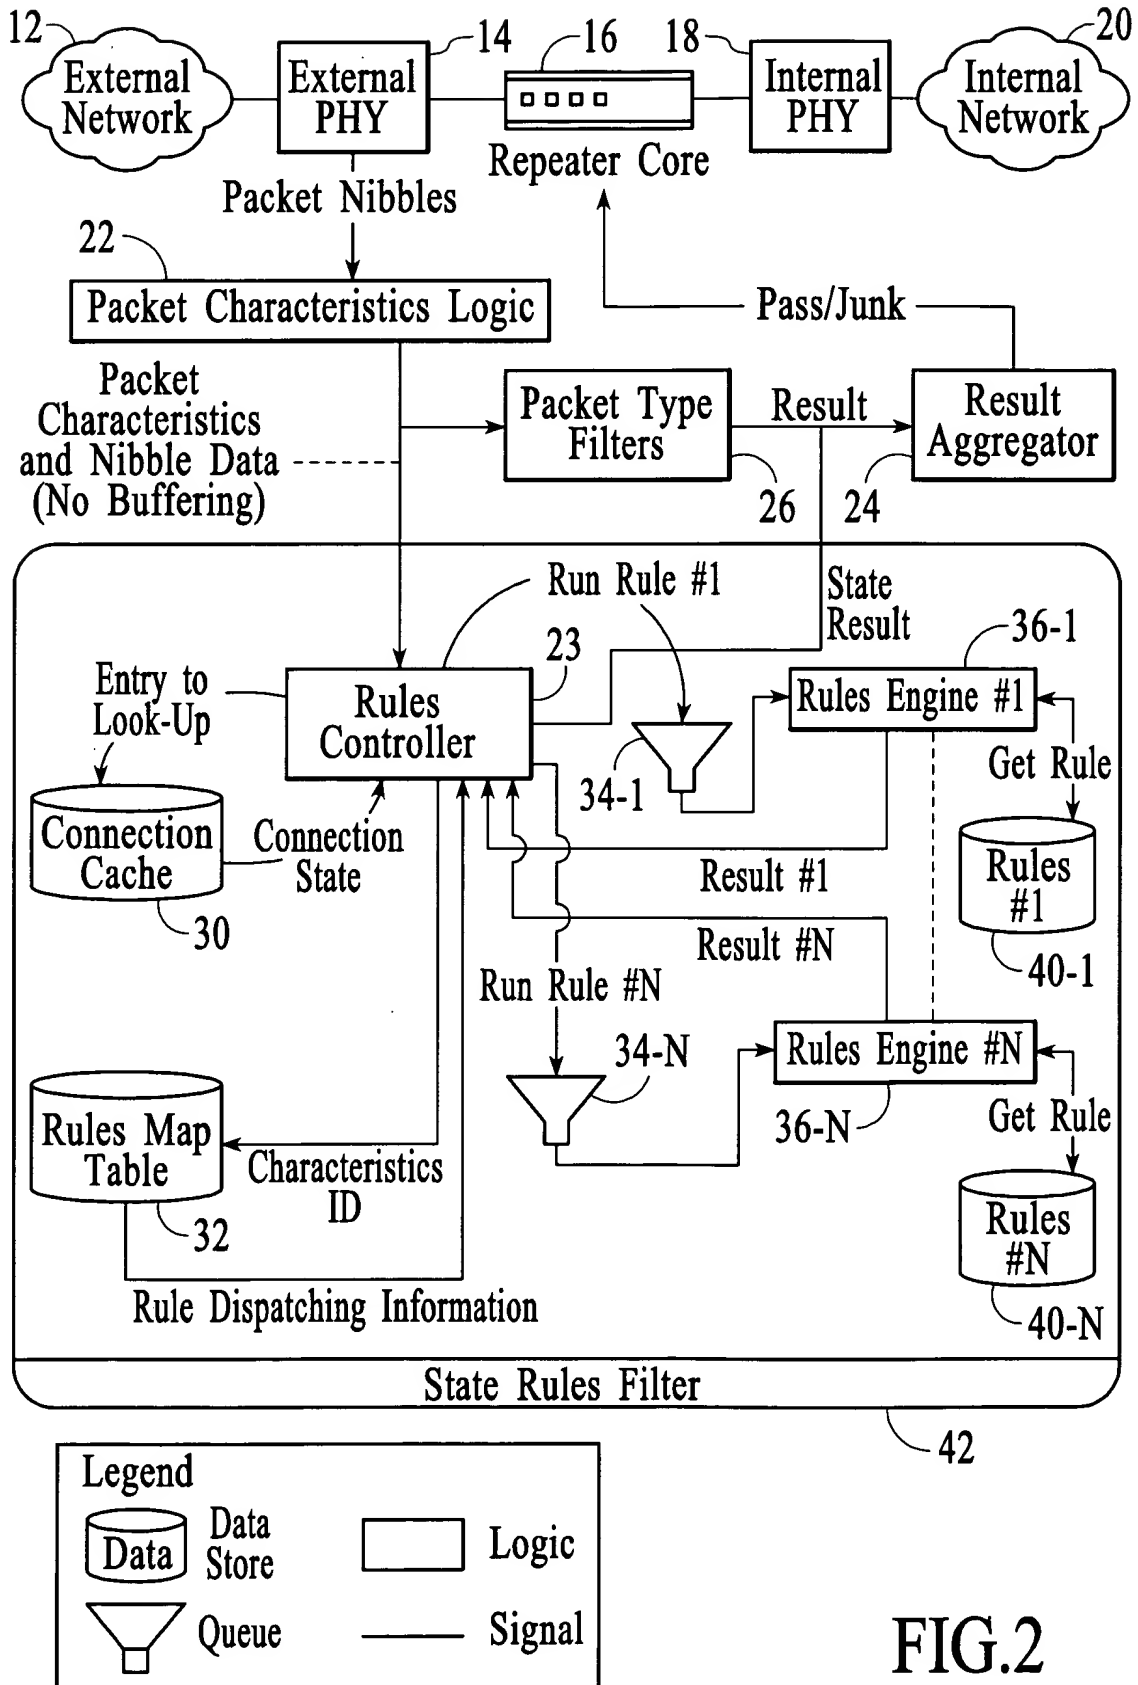 12
External
Network
14
External
PHY
16
Repeater Core
18
Internal
PHY
20
Internal
Network
Packet Nibbles
22
Packet Characteristics Logic
Pass/Junk
Packet
Characteristics
and Nibble Data
(No Buffering)
Packet Type
Filters
26
Result
Result
Aggregator
24
Run Rule #1
State
Result
36-1
23
Entry to
Look-Up
Rules
Controller
Rules Engine #1
34-1
Get Rule
Connection
Cache
30
Connection
State
Result #1
Rules
#1
40-1
Result #N
Run Rule #N
34-N
Rules Engine #N
36-N
Get Rule
Rules Map
Table
32
Characteristics
ID
Rules
#N
40-N
Rule Dispatching Information
State Rules Filter
42
Legend
Data
Data
Store
Logic
Queue
Signal
FIG.2